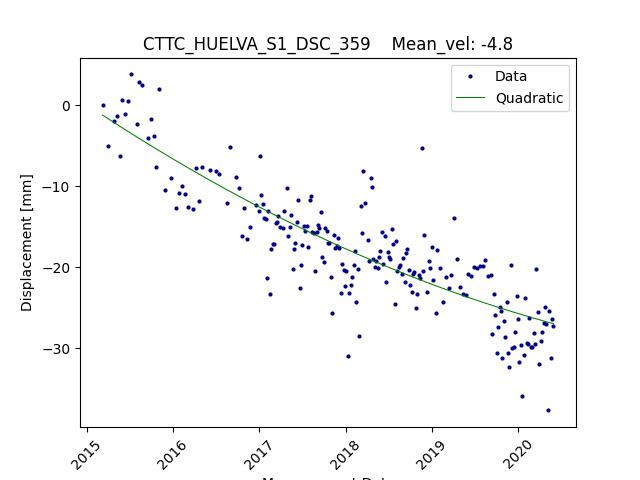 CTTC_HUELVA_S1_DSC_359    Mean_vel: -4.8
Data
Quadratic
Displacement [mm]
0
−10
−20
−30
2015
2016
2017
2018
2019
2020